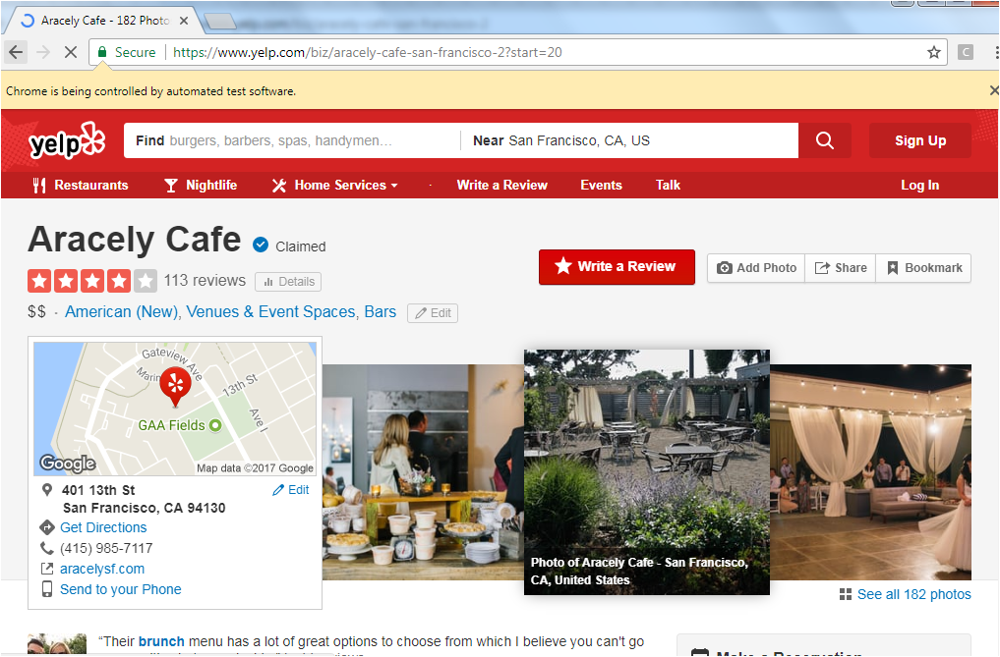 Aracely Cafe - 182 Photo
Secure https://www.yelp.com/biz/aracely-cafe-san-francisco-2?start=20
C
Chrome is being controlled by automated test software.
yelp
Find burgers, barbers, spas, handymen…
Near San Francisco, CA, US
Sign Up
Restaurants
Nightlife
Home Services
Write a Review
Events
Talk
Log In
Aracely Cafe
Claimed
113 reviews
Details
Write a Review
Add Photo
Share
Bookmark
$$ · American (New), Venues & Event Spaces, Bars
Edit
Gateview Ave
13th St
Ave I
GAA Fields
Google
Map data ©2017 Google
401 13th St
Edit
San Francisco, CA 94130
Get Directions
(415) 985-7117
aracelysf.com
Send to your Phone
Photo of Aracely Cafe - San Francisco,
CA, United States
See all 182 photos
“Their brunch menu has a lot of great options to choose from which I believe you can't go
Make a Reservation